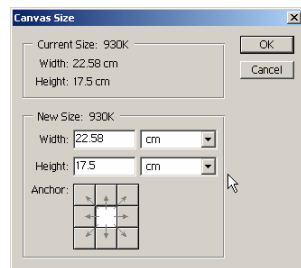 Canvas Size
Current Size: 930K
OK
Width: 22.58 cm
Cancel
Height: 17.5 cm
New Size: 930K
Width: 22.58 cm
Height: 17.5 cm
Anchor: